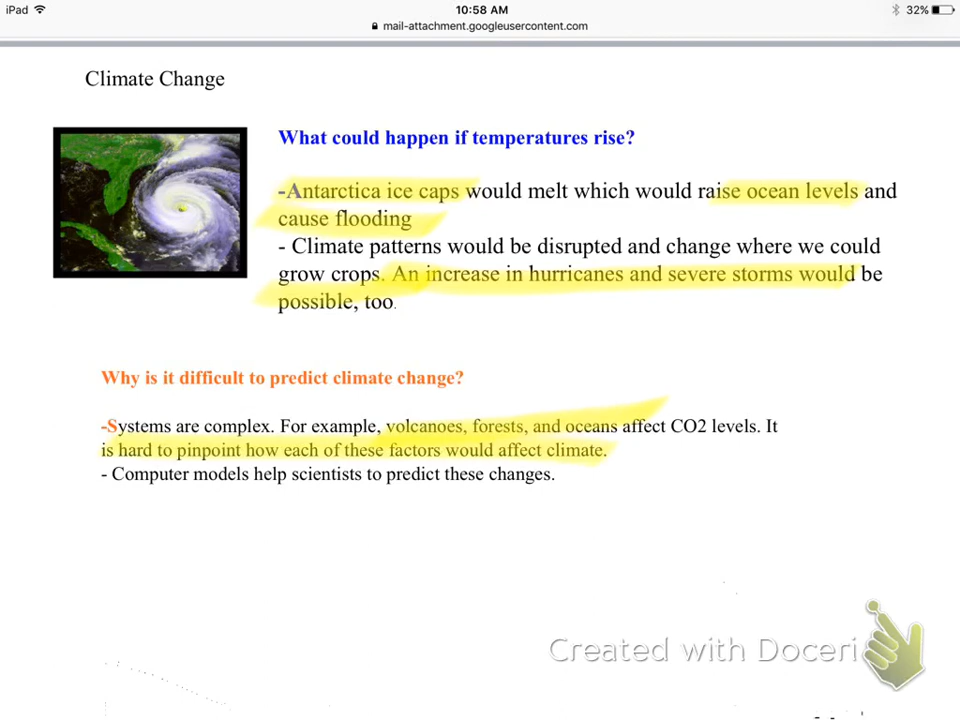 iPad 10:58 AM 32%
mail-attachment.googleusercontent.com
Climate Change
What could happen if temperatures rise?
-Antarctica ice caps would melt which would raise ocean levels and
cause flooding
- Climate patterns would be disrupted and change where we could
grow crops. An increase in hurricanes and severe storms would be
possible, too.
Why is it difficult to predict climate change?
-Systems are complex. For example, volcanoes, forests, and oceans affect CO2 levels. It
is hard to pinpoint how each of these factors would affect climate.
- Computer models help scientists to predict these changes.
Created with Doceri